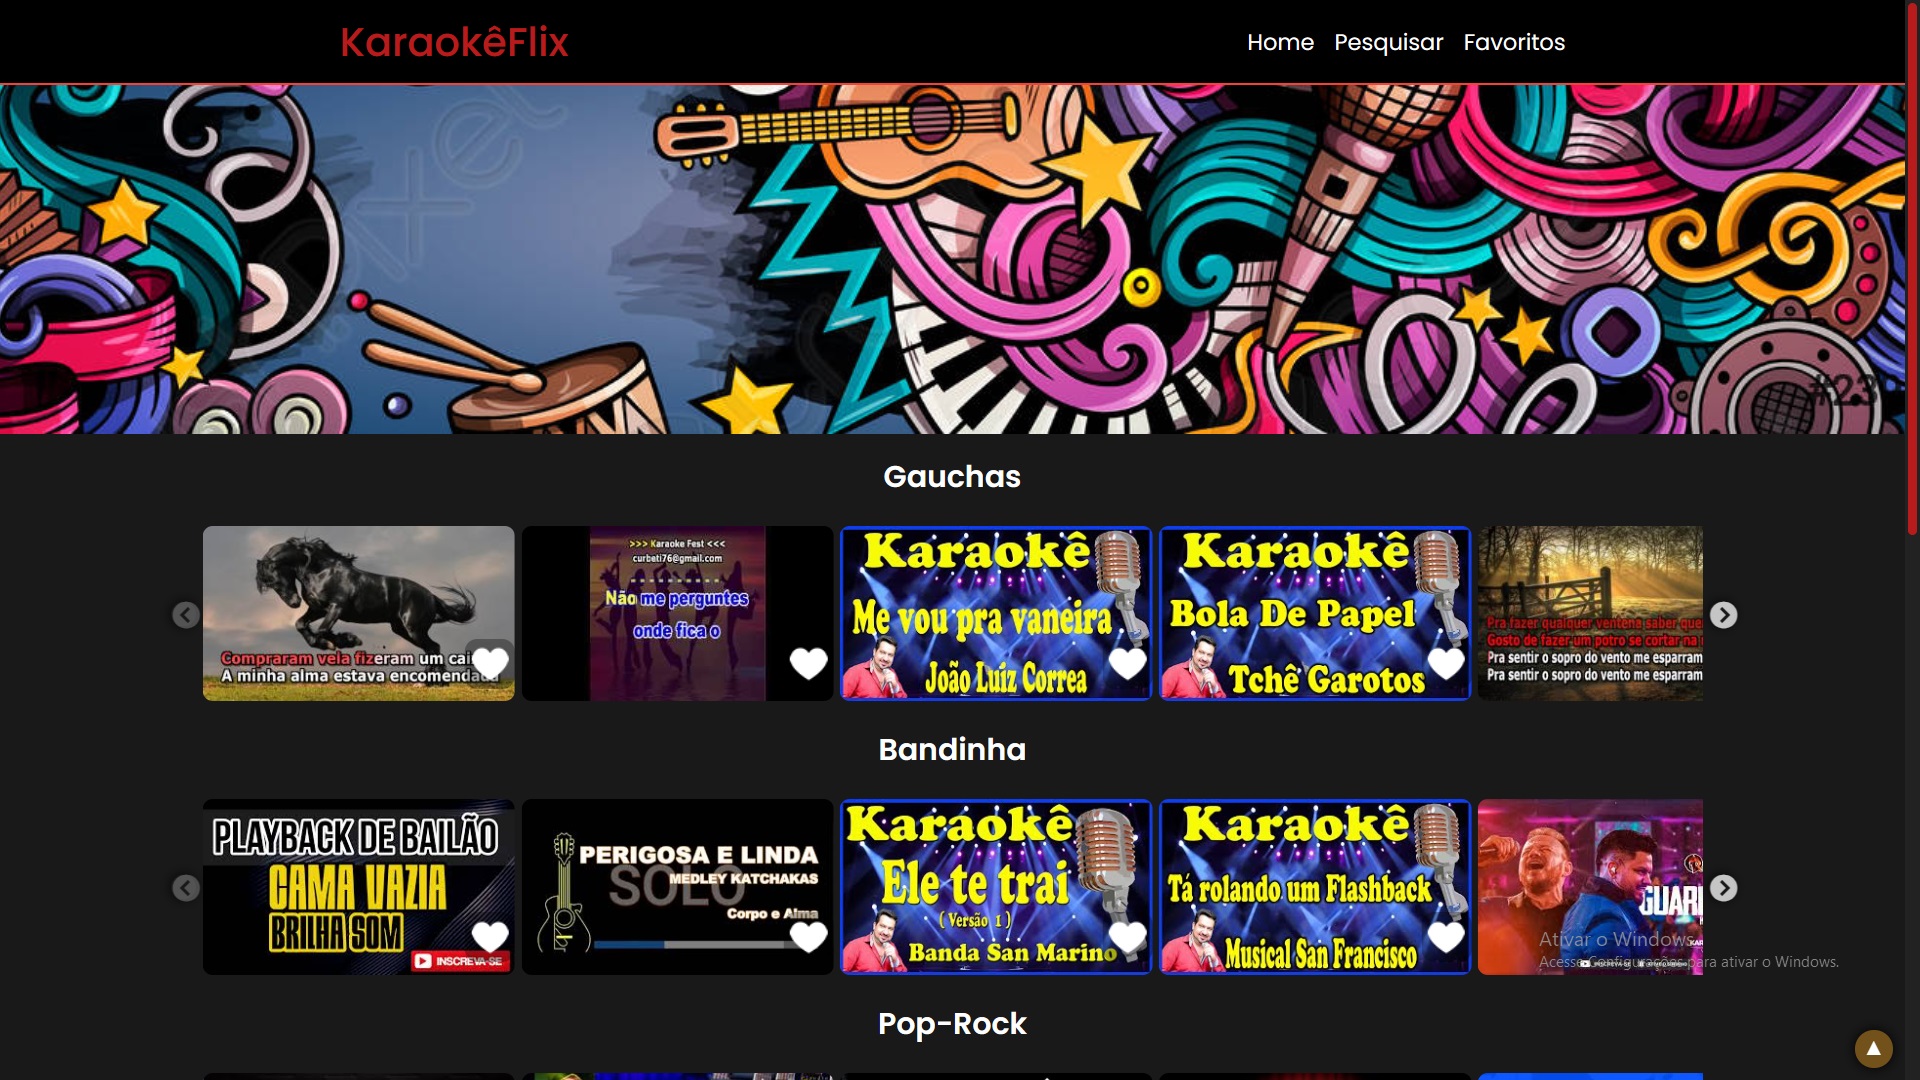 KaraokêFlix
Home Pesquisar Favoritos
#23
Gauchas
Compraram vela fizeram um cai
A minha alma estava encomendada
>>> Karaoke Fest <<<
curbeti76@gmail.com
Não me perguntes
onde fica o
Karaokê
Me vou pra vaneira
João Luiz Correa
Karaokê
Bola De Papel
Tchê Garotos
Pra fazer qualquer ventena saber que
Gosto de fazer um potro se cortar na
Pra sentir o sopro do vento me esparram
Pra sentir o sopro do vento me esparram
Bandinha
PLAYBACK DE BAILÃO
CAMA VAZIA
BRILHA SOM
INSCREVA-SE
PERIGOSA E LINDA
SOLO
MEDLEY KATCHAKAS
Corpo e Alma
Karaokê
Ele te trai
( Versão 1 )
Banda San Marino
Karaokê
Tá rolando um Flashback
Musical San Francisco
GUARI
Ativar o Windows
Acesse Configurações para ativar o Windows.
Pop-Rock